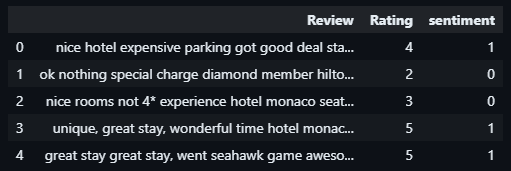 Review Rating sentiment
0 nice hotel expensive parking got good deal sta... 4 1
1 ok nothing special charge diamond member hilto... 2 0
2 nice rooms not 4* experience hotel monaco seat... 3 0
3 unique, great stay, wonderful time hotel monac... 5 1
4 great stay great stay, went seahawk game aweso... 5 1